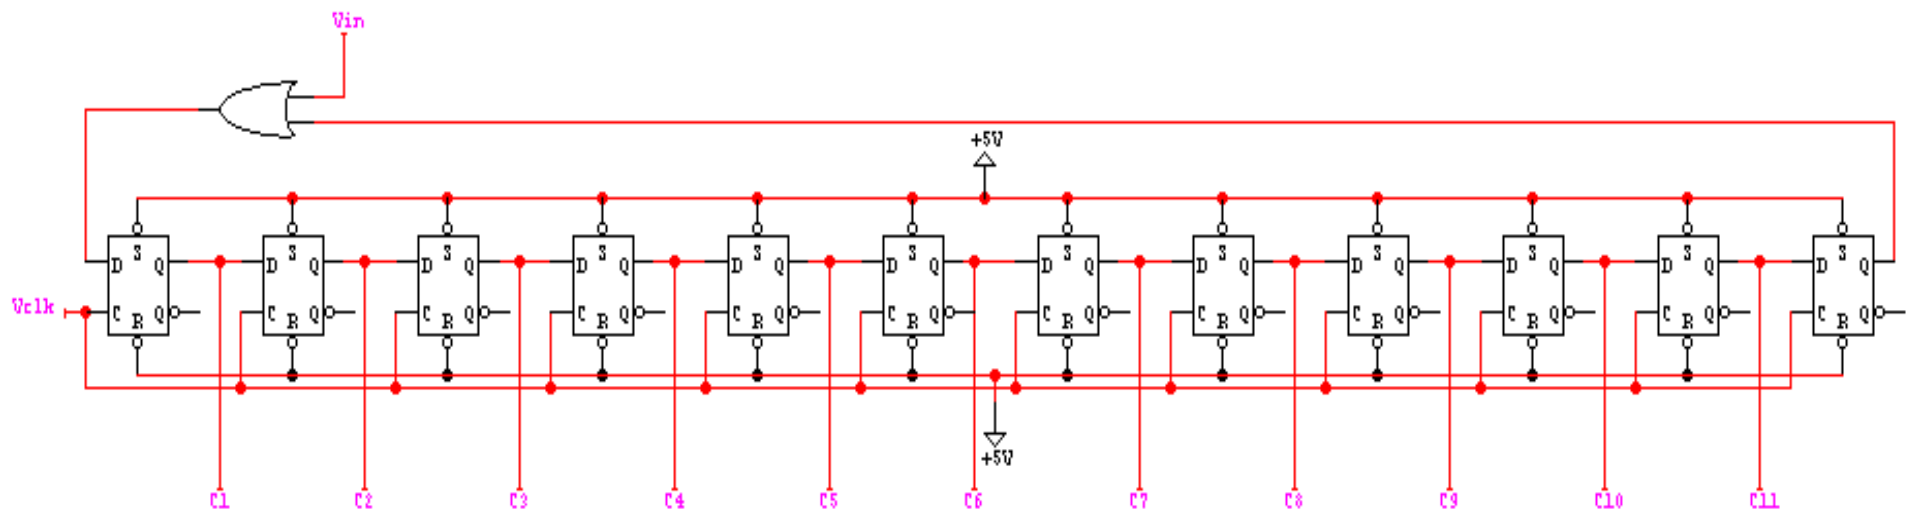 Vin
+5V
D S Q D S Q D S Q D S Q D S Q D S Q D S Q D S Q D S Q D S Q D S Q D S Q
Vclk
C R Q C R Q C R Q C R Q C R Q C R Q C R Q C R Q C R Q C R Q C R Q C R Q
+5V
C1 C2 C3 C4 C5 C6 C7 C8 C9 C10 C11